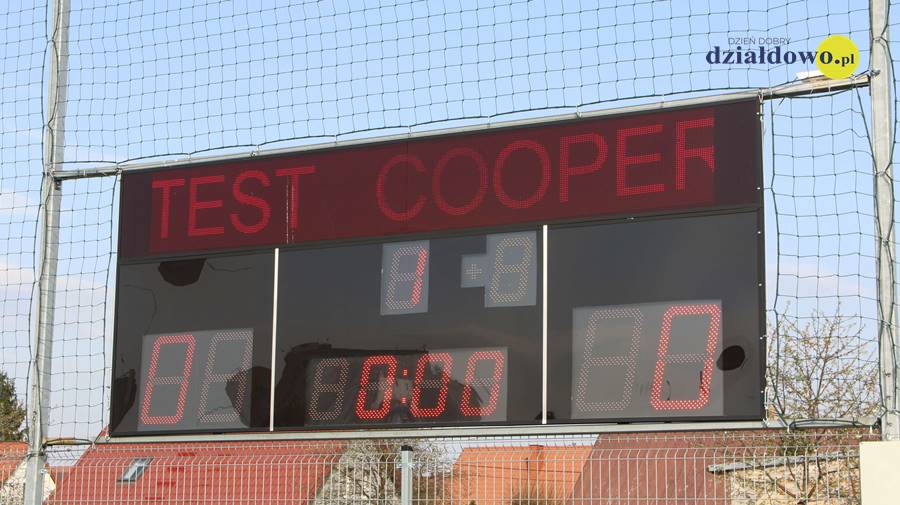 DZIEŃ DOBRY
działdowo.pl
TEST COOPER
1 +
0 0:00 0